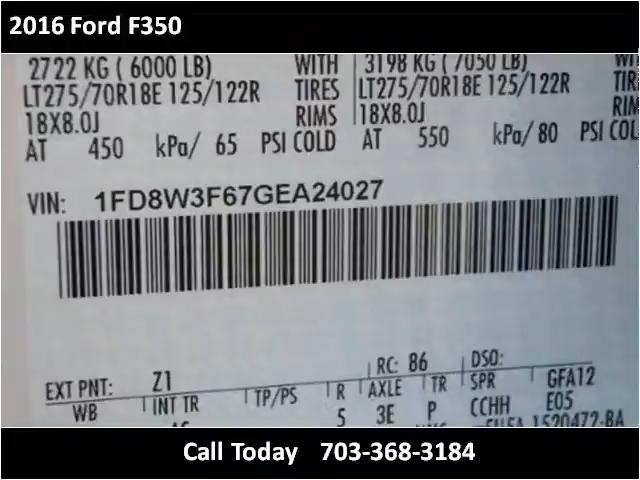 2016 Ford F350
2722 KG ( 6000 LB) WITH 3198 KG ( 7050 LB)
LT275/70R18E 125/122R TIRES LT275/70R18E 125/122R
18X8.0J RIMS 18X8.0J
AT 450 kPa/ 65 PSI COLD AT 550 kPa/ 80 PSI COL
VIN: 1FD8W3F67GEA24027
RC: 86 DSO:
EXT PNT: Z1
WB INT TR TP/PS R AXLE TR SPR GFA12
5 3E P CCHH E05
Call Today 703-368-3184